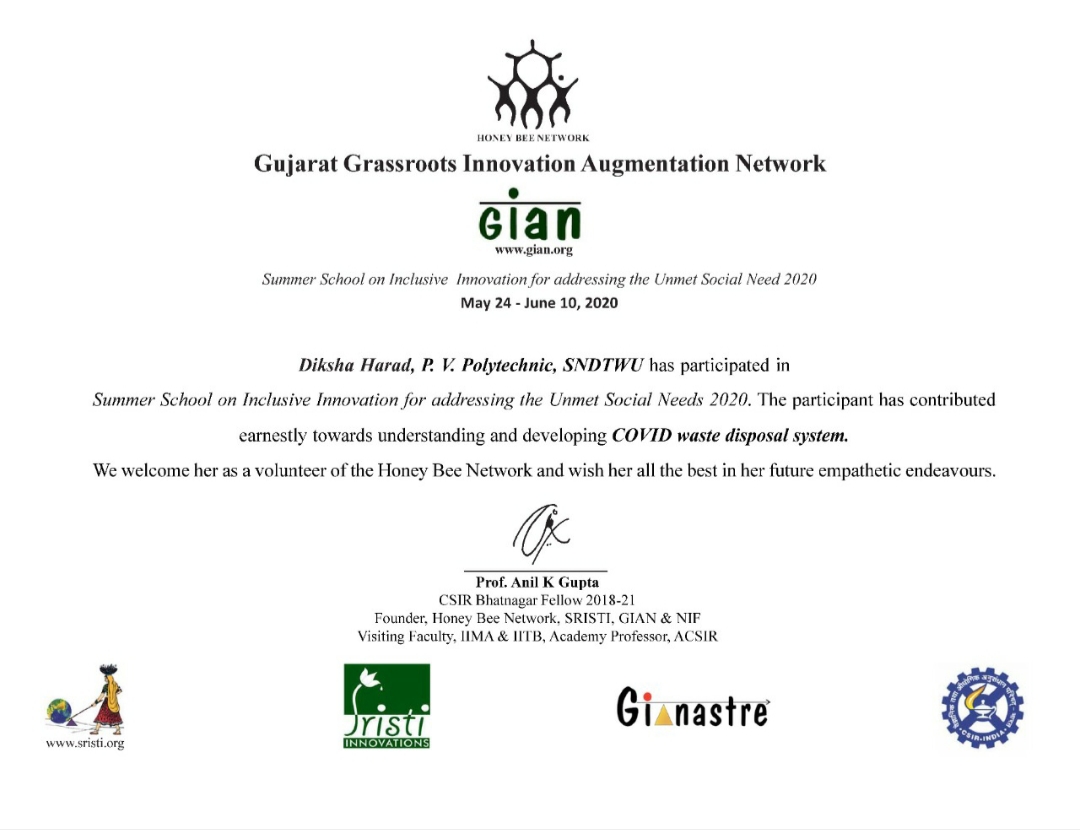 HONEY BEE NETWORK
Gujarat Grassroots Innovation Augmentation Network
GIAN
www.gian.org
Summer School on Inclusive Innovation for addressing the Unmet Social Need 2020
May 24 - June 10, 2020
Diksha Harad, P. V. Polytechnic, SNDTWU has participated in
Summer School on Inclusive Innovation for addressing the Unmet Social Needs 2020. The participant has contributed
earnestly towards understanding and developing COVID waste disposal system.
We welcome her as a volunteer of the Honey Bee Network and wish her all the best in her future empathetic endeavours.
Prof. Anil K Gupta
CSIR Bhatnagar Fellow 2018-21
Founder, Honey Bee Network, SRISTI, GIAN & NIF
Visiting Faculty, IIMA & IITB, Academy Professor, ACSIR
www.sristi.org
Sristi
INNOVATIONS
Gianastre
वैज्ञानिक तथा औद्योगिक अनुसंधान परिषद
CSIR-INDIA